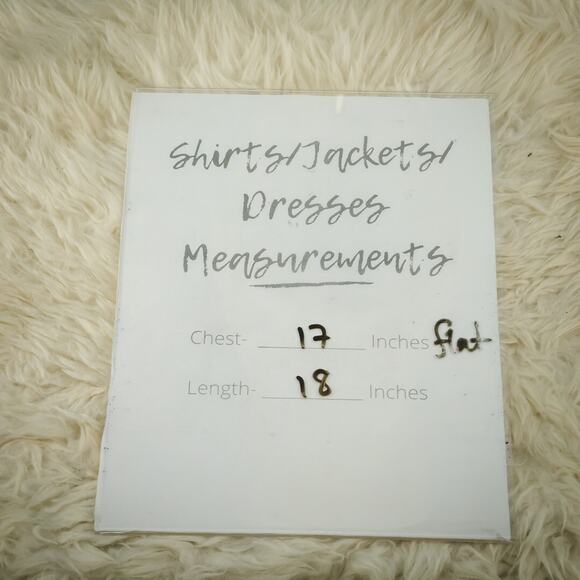 Shirts/Jackets/
Dresses
Measurements
Chest- 17 Inches flat
Length- 18 Inches